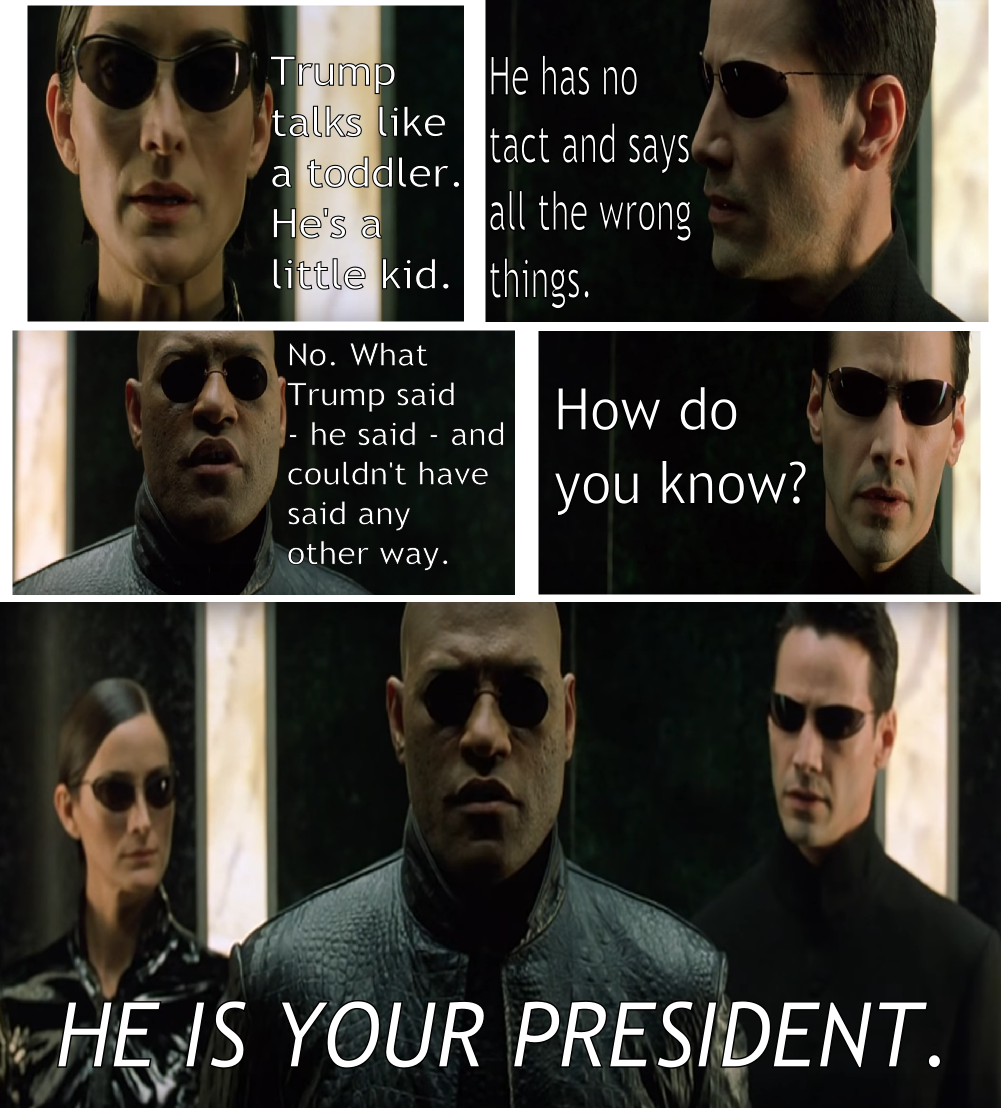 Trump
talks like
a toddler.
He's a
little kid.
He has no
tact and says
all the wrong
things.
No. What
Trump said
- he said - and
couldn't have
said any
other way.
How do
you know?
HE IS YOUR PRESIDENT.